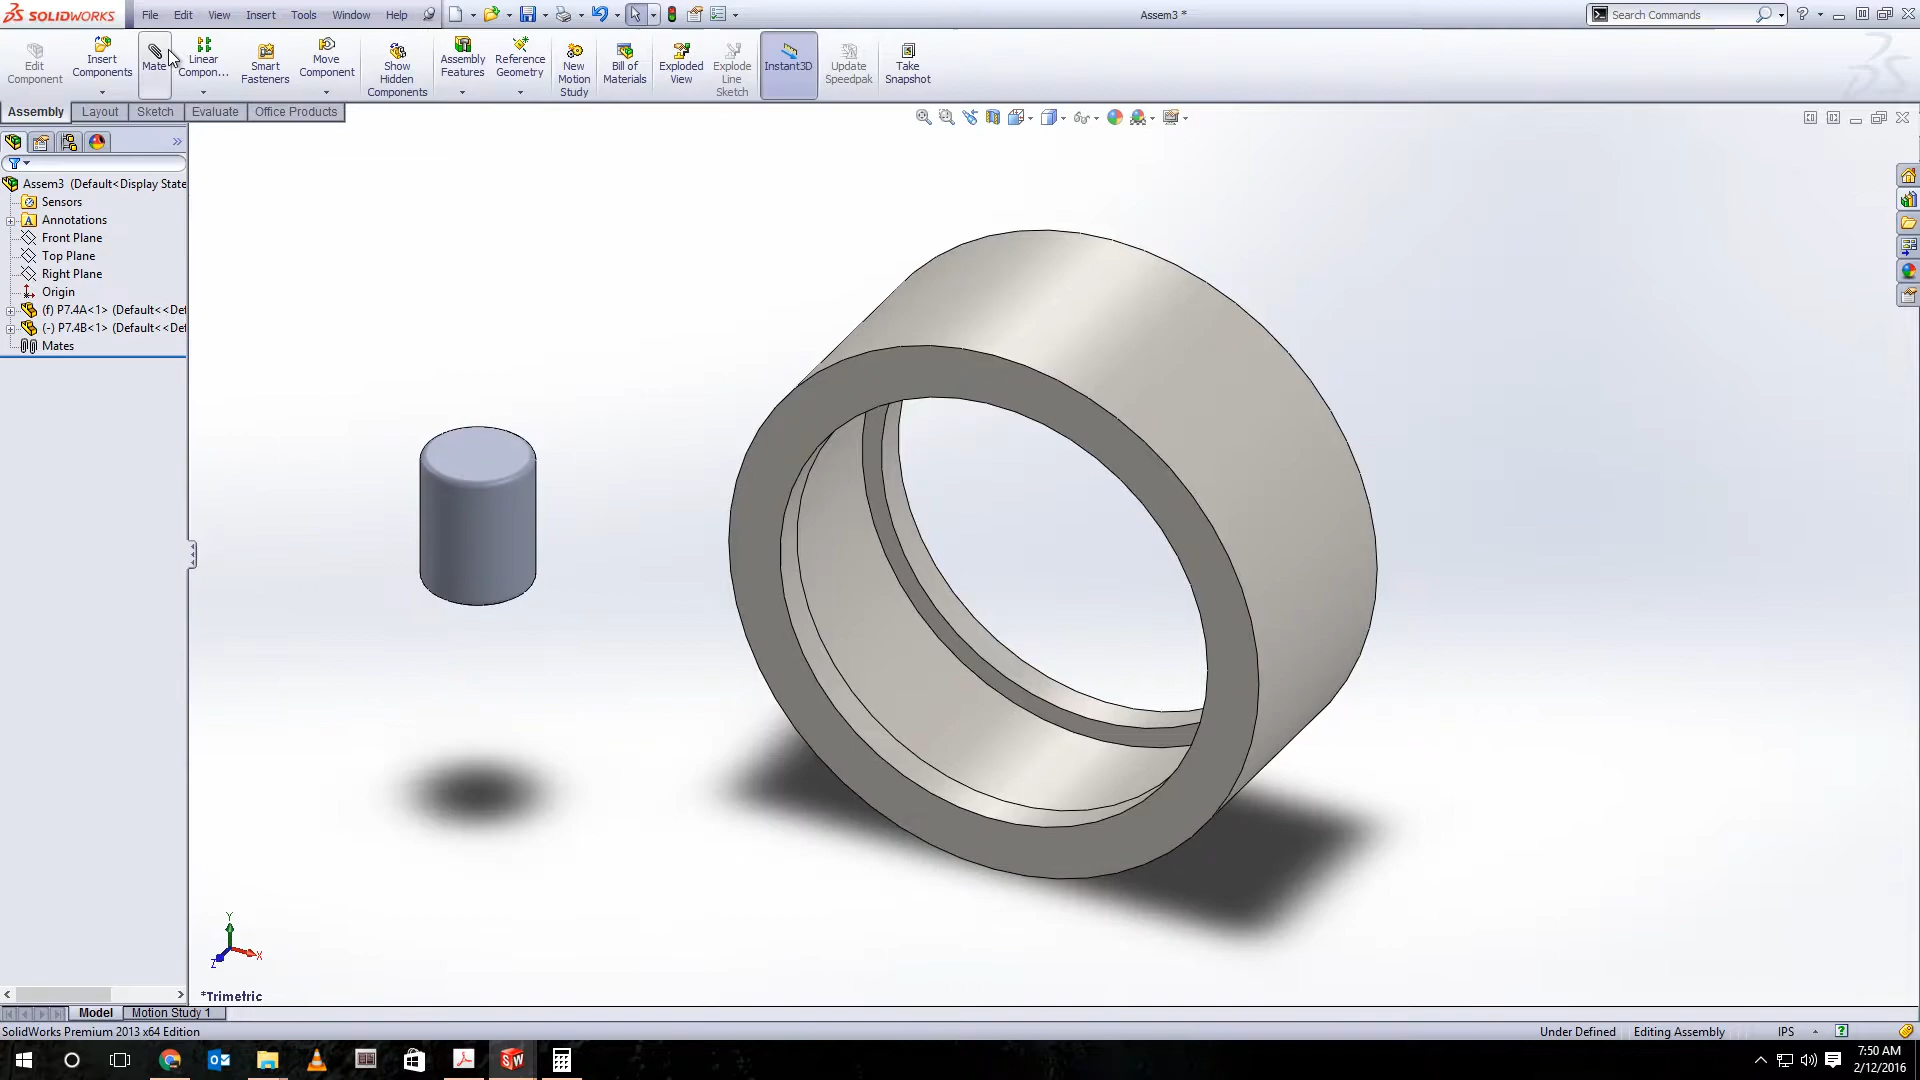 SOLIDWORKS File Edit View Insert Tools Window Help Assem3 * Search Commands
Edit Component
Insert Components
Mate
Linear Compon...
Smart Fasteners
Move Component
Show Hidden Components
Assembly Features
Reference Geometry
New Motion Study
Bill of Materials
Exploded View
Explode Line Sketch
Instant3D
Update Speedpak
Take Snapshot
Assembly Layout Sketch Evaluate Office Products
Assem3 (Default<Display State
Sensors
Annotations
Front Plane
Top Plane
Right Plane
Origin
(f) P7.4A<1> (Default<<Def
(-) P7.4B<1> (Default<<Def
Mates
Y
X
Z
*Trimetric
Model Motion Study 1
SolidWorks Premium 2013 x64 Edition Under Defined Editing Assembly IPS
7:50 AM
2/12/2016